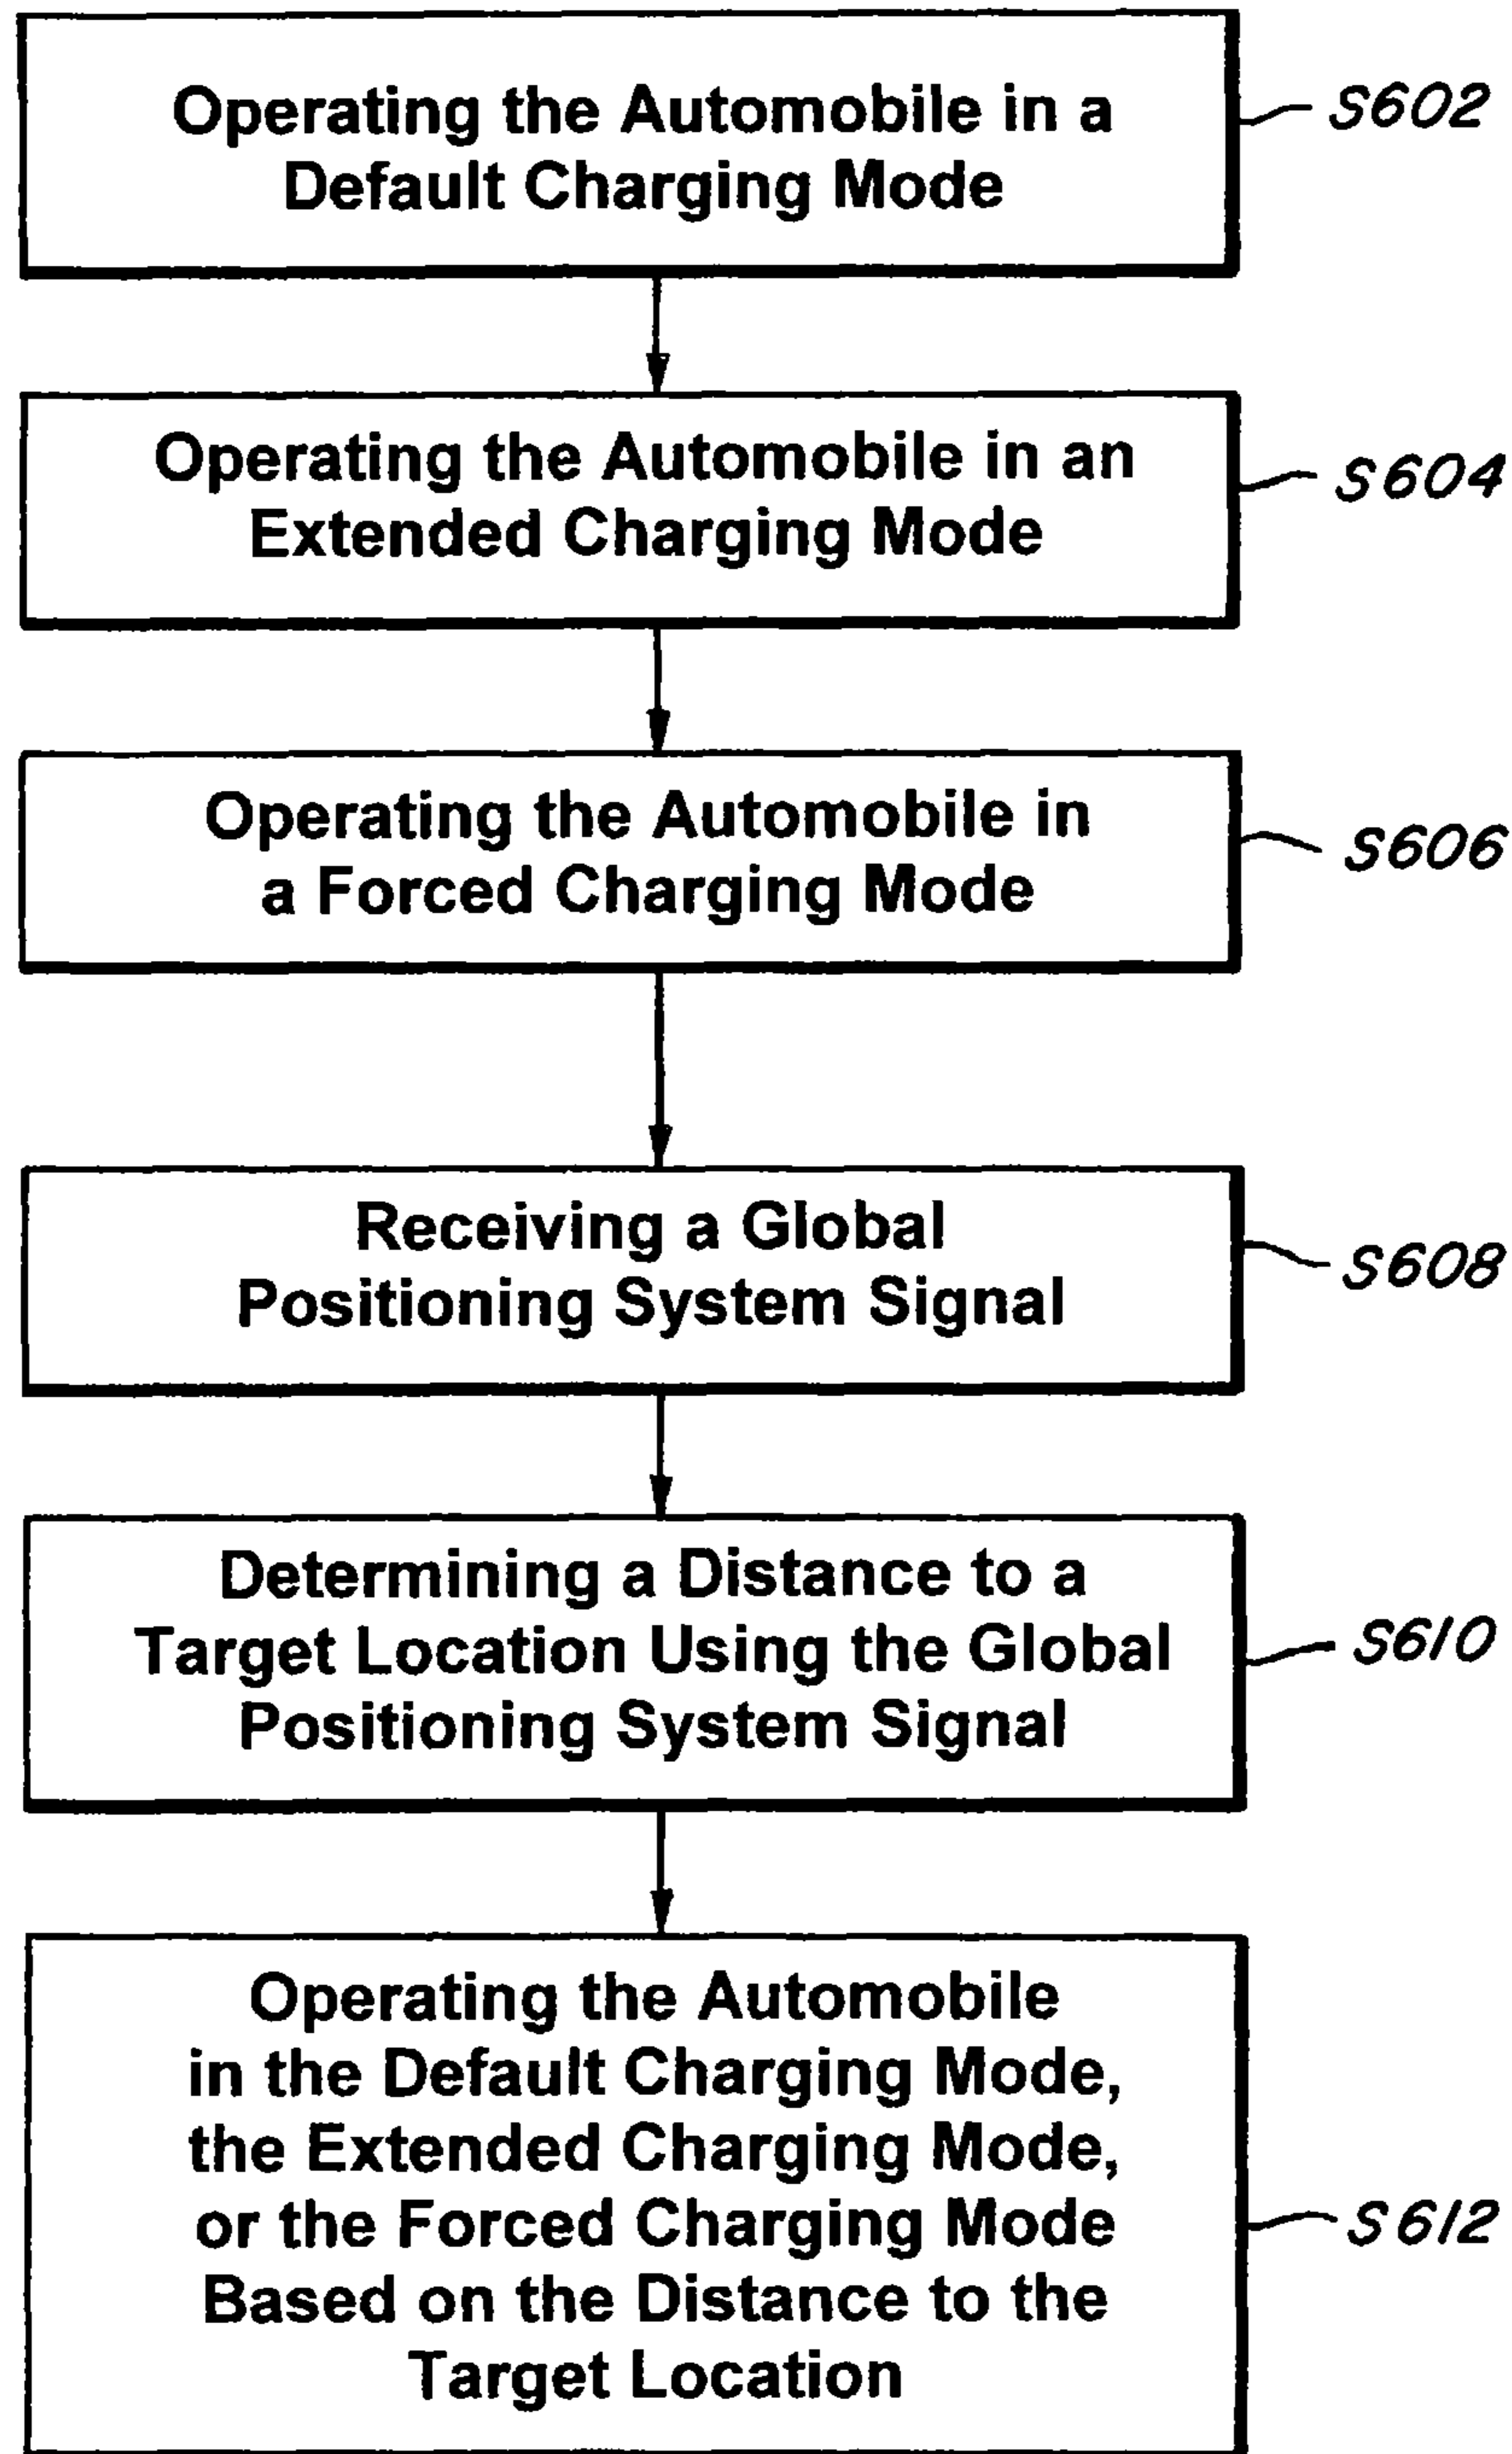 Operating the Automobile in a
Default Charging Mode
S602
Operating the Automobile in an
Extended Charging Mode
S604
Operating the Automobile in
a Forced Charging Mode
S606
Receiving a Global
Positioning System Signal
S608
Determining a Distance to a
Target Location Using the Global
Positioning System Signal
S610
Operating the Automobile
in the Default Charging Mode,
the Extended Charging Mode,
or the Forced Charging Mode
Based on the Distance to the
Target Location
S612